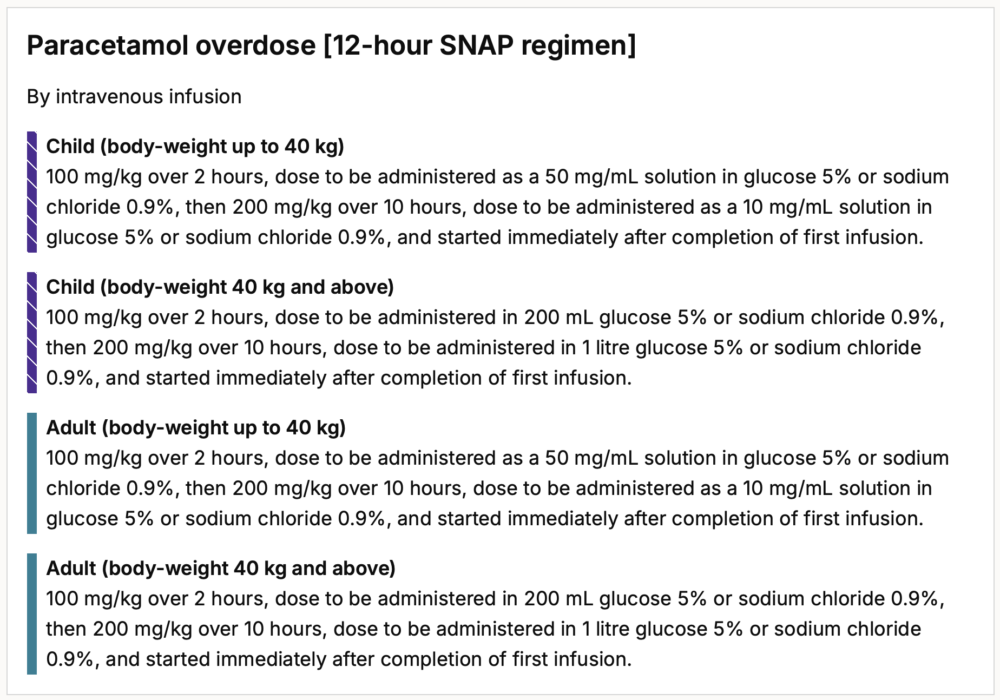 Paracetamol overdose [12-hour SNAP regimen]
By intravenous infusion
Child (body-weight up to 40 kg)
100 mg/kg over 2 hours, dose to be administered as a 50 mg/mL solution in glucose 5% or sodium
chloride 0.9%, then 200 mg/kg over 10 hours, dose to be administered as a 10 mg/mL solution in
glucose 5% or sodium chloride 0.9%, and started immediately after completion of first infusion.
Child (body-weight 40 kg and above)
100 mg/kg over 2 hours, dose to be administered in 200 mL glucose 5% or sodium chloride 0.9%,
then 200 mg/kg over 10 hours, dose to be administered in 1 litre glucose 5% or sodium chloride
0.9%, and started immediately after completion of first infusion.
Adult (body-weight up to 40 kg)
100 mg/kg over 2 hours, dose to be administered as a 50 mg/mL solution in glucose 5% or sodium
chloride 0.9%, then 200 mg/kg over 10 hours, dose to be administered as a 10 mg/mL solution in
glucose 5% or sodium chloride 0.9%, and started immediately after completion of first infusion.
Adult (body-weight 40 kg and above)
100 mg/kg over 2 hours, dose to be administered in 200 mL glucose 5% or sodium chloride 0.9%,
then 200 mg/kg over 10 hours, dose to be administered in 1 litre glucose 5% or sodium chloride
0.9%, and started immediately after completion of first infusion.